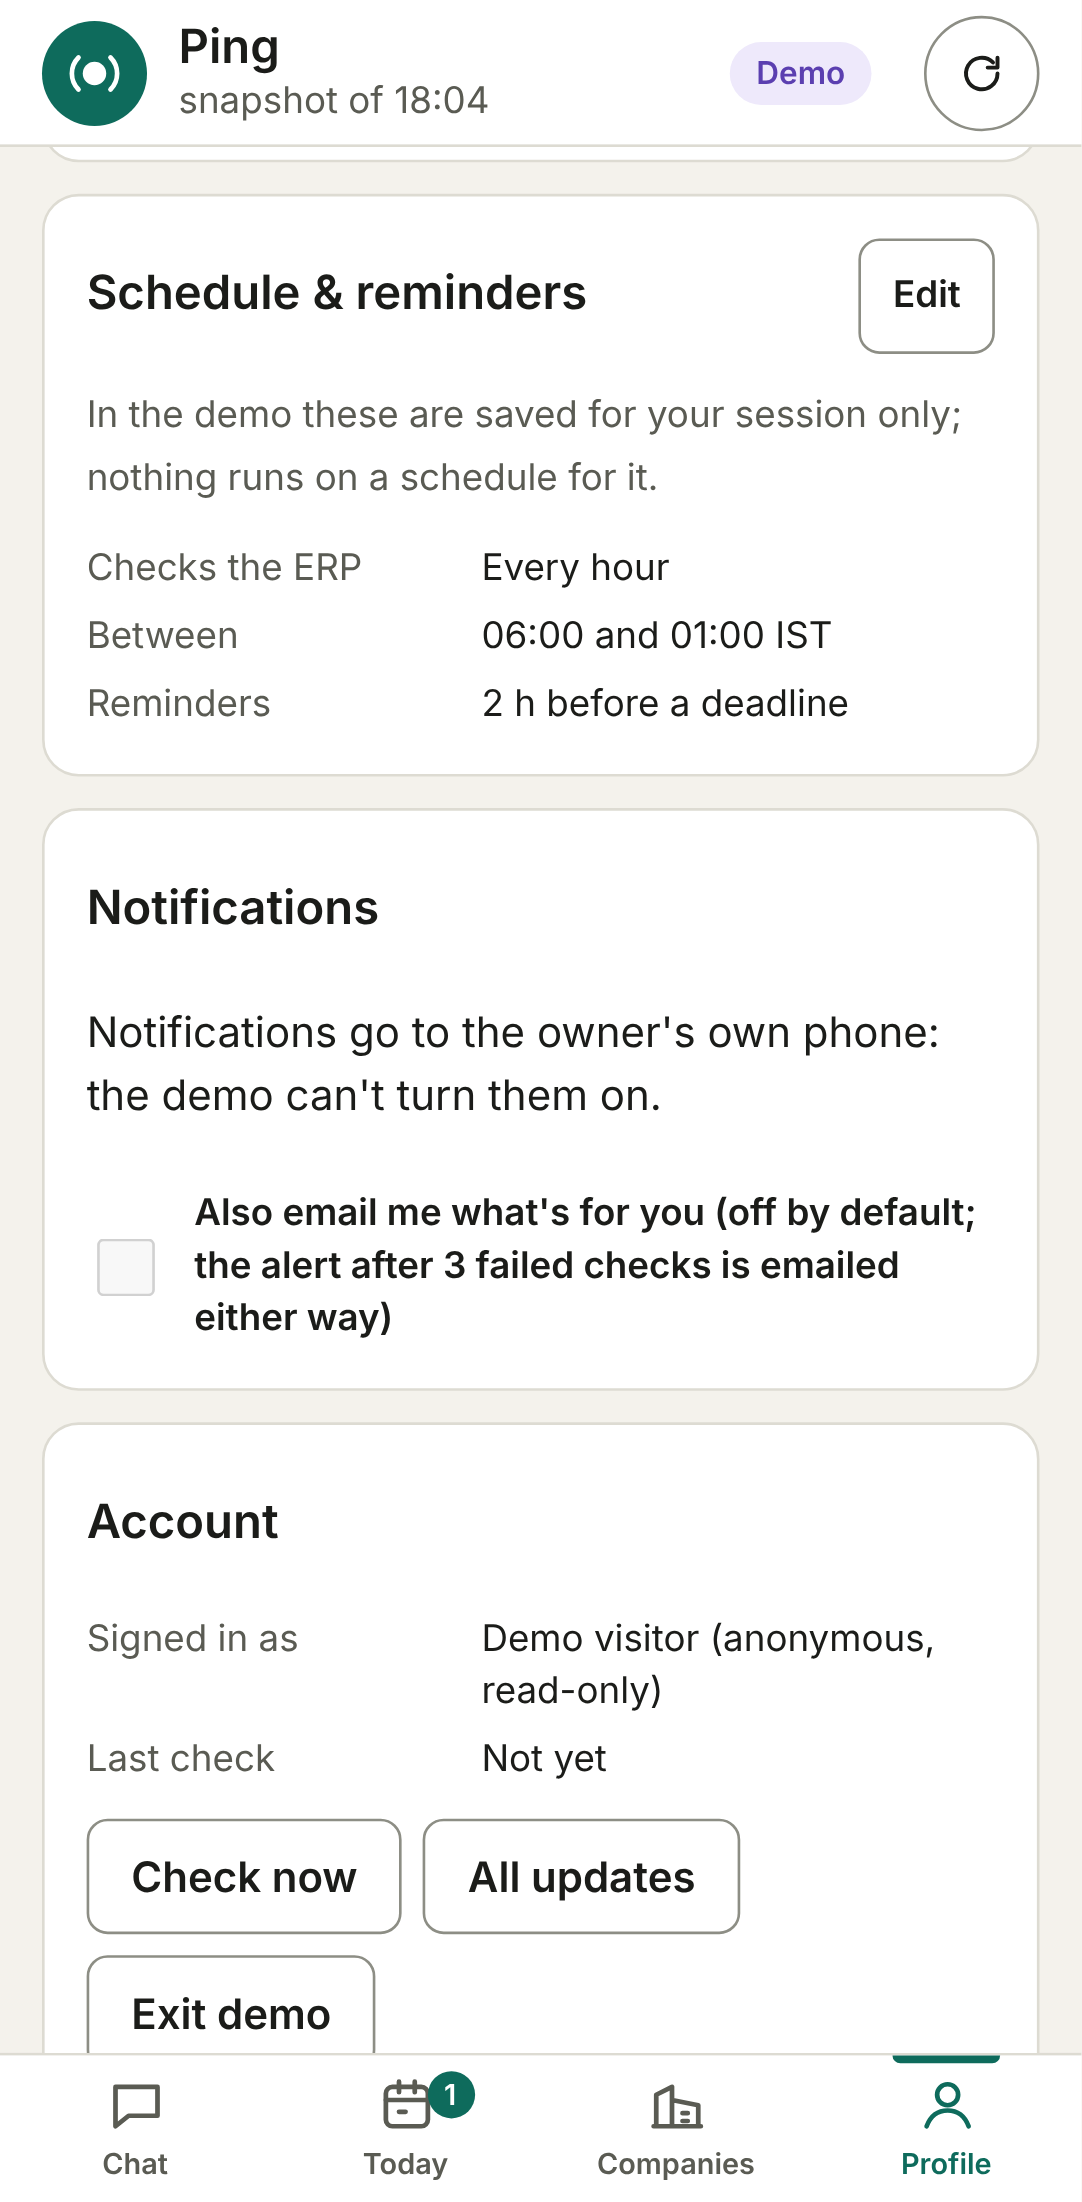 Ping
snapshot of 18:04
Demo
Schedule & reminders
Edit
In the demo these are saved for your session only;
nothing runs on a schedule for it.
Checks the ERP
Every hour
Between
06:00 and 01:00 IST
Reminders
2 h before a deadline
Notifications
Notifications go to the owner's own phone:
the demo can't turn them on.
Also email me what's for you (off by default;
the alert after 3 failed checks is emailed
either way)
Account
Signed in as
Demo visitor (anonymous,
read-only)
Last check
Not yet
Check now
All updates
Exit demo
1
Chat
Today
Companies
Profile